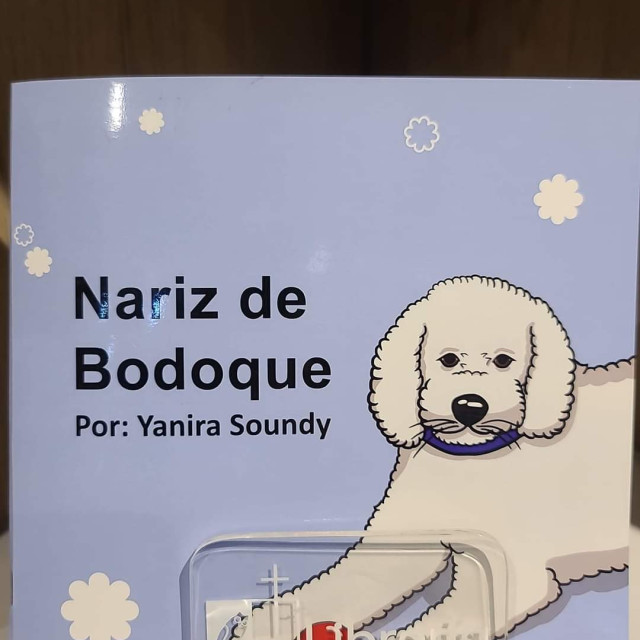 Nariz de
Bodoque
Por: Yanira Soundy